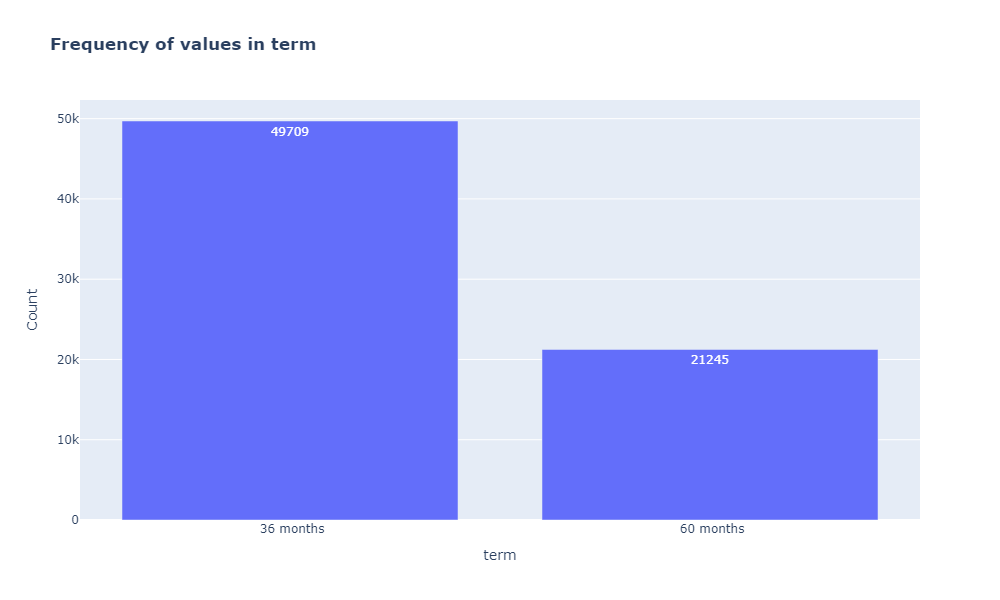 Frequency of values in term
50k
40k
30k
20k
10k
0
Count
49709
21245
36 months
60 months
term